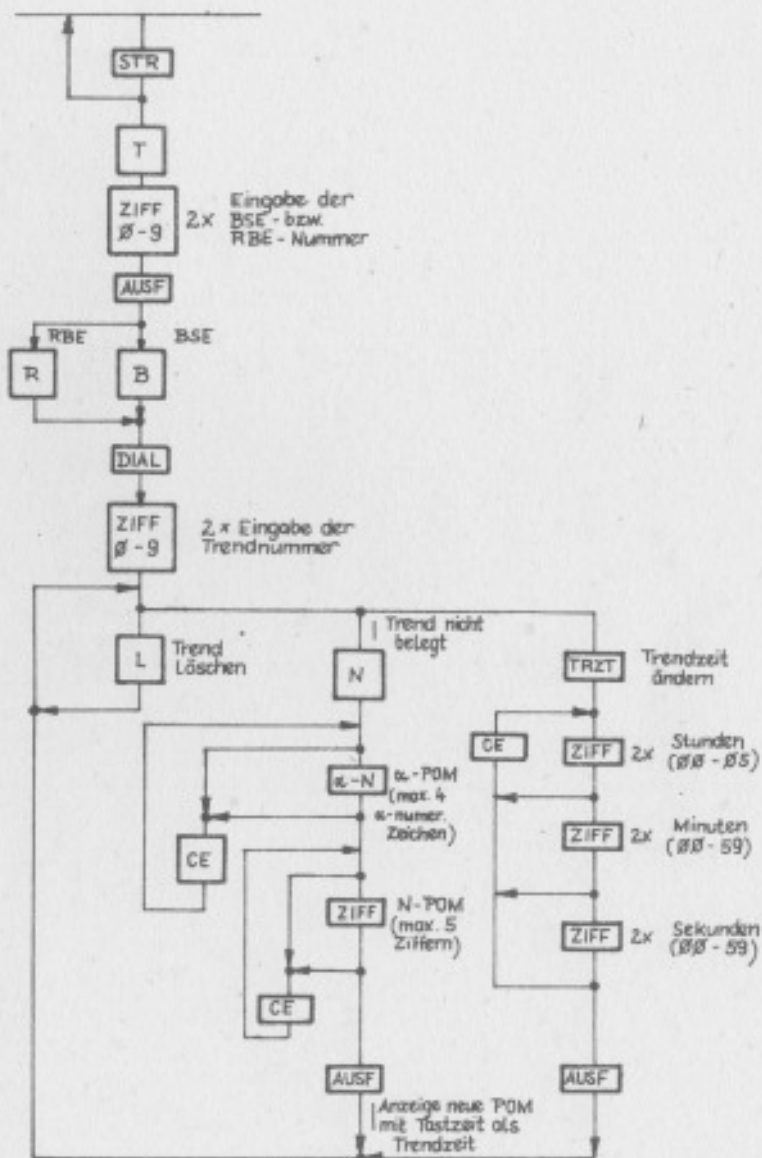 STR
T
ZIFF
Ø-9
2x Eingabe der
BSE- bzw.
RBE-Nummer
AUSF
RBE
BSE
R
B
DIAL
ZIFF
Ø-9
2x Eingabe der
Trendnummer
L
Trend
Löschen
Trend nicht
belegt
N
TRZT
Trendzeit
ändern
α-N
α-POM
(max. 4
α-numer.
Zeichen)
CE
ZIFF
N-POM
(max. 5
Ziffern)
CE
AUSF
Anzeige neue POM
mit Tastzeit als
Trendzeit
CE
ZIFF
2x Stunden
(ØØ-Ø5)
ZIFF
2x Minuten
(ØØ-59)
ZIFF
2x Sekunden
(ØØ-59)
AUSF